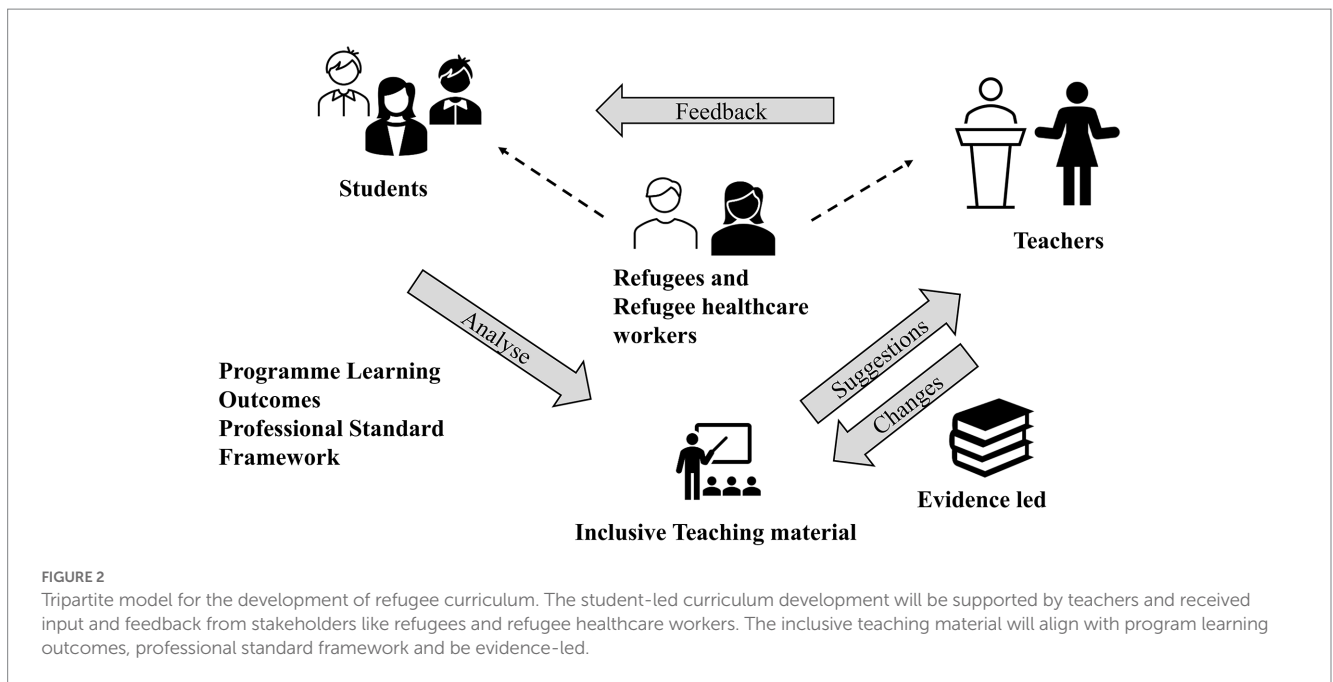 Feedback
Students
Teachers
Refugees and
Refugee healthcare
workers
Analyse
Suggestions
Changes
Programme Learning
Outcomes
Professional Standard
Framework
Evidence led
Inclusive Teaching material
FIGURE 2
Tripartite model for the development of refugee curriculum. The student-led curriculum development will be supported by teachers and received
input and feedback from stakeholders like refugees and refugee healthcare workers. The inclusive teaching material will align with program learning
outcomes, professional standard framework and be evidence-led.